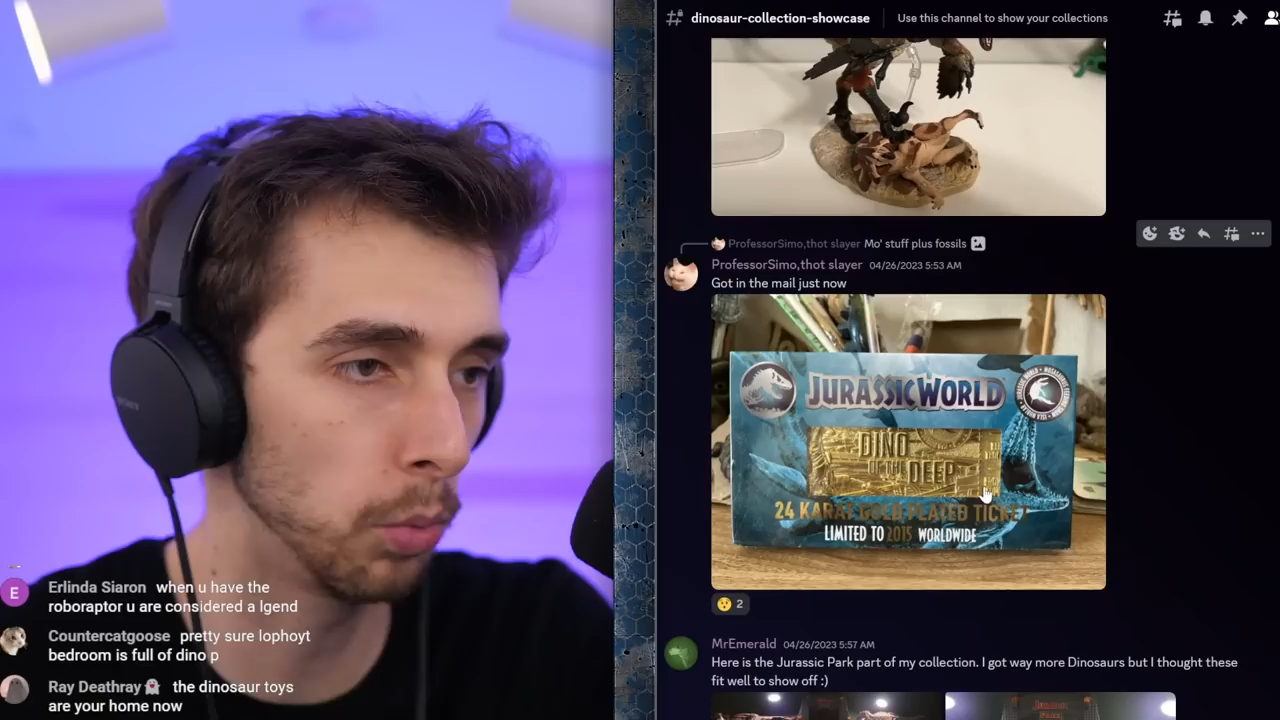 dinosaur-collection-showcase
Use this channel to show your collections
ProfessorSimo,thot slayer Mo' stuff plus fossils
ProfessorSimo,thot slayer 04/26/2023 5:53 AM
Got in the mail just now
JURASSIC WORLD
DINO
OF THE DEEP
24 KARAT GOLD PLATED TICKET
LIMITED TO 2015 WORLDWIDE
2
MrEmerald 04/26/2023 5:57 AM
Here is the Jurassic Park part of my collection. I got way more Dinosaurs but I thought these
fit well to show off :)
E
Erlinda Siaron when u have the
roboraptor u are considered a lgend
Countercatgoose pretty sure lophoyt
bedroom is full of dino p
Ray Deathray the dinosaur toys
are your home now
SONY